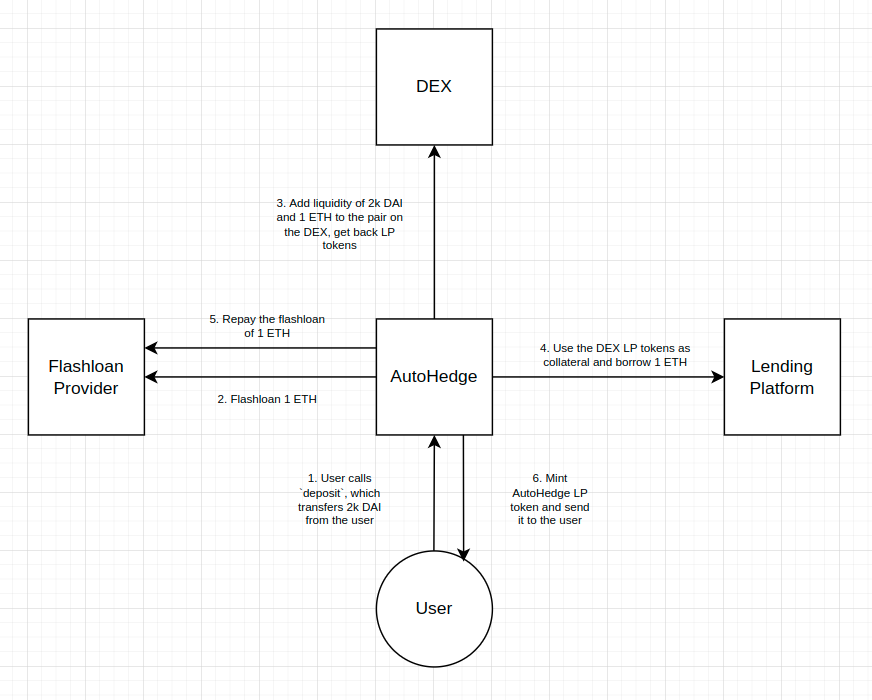 DEX
3. Add liquidity of 2k DAI
and 1 ETH to the pair on
the DEX, get back LP
tokens
5. Repay the flashloan
of 1 ETH
Flashloan
Provider
2. Flashloan 1 ETH
AutoHedge
4. Use the DEX LP tokens as
collateral and borrow 1 ETH
Lending
Platform
1. User calls
`deposit`, which
transfers 2k DAI
from the user
6. Mint
AutoHedge LP
token and send
it to the user
User